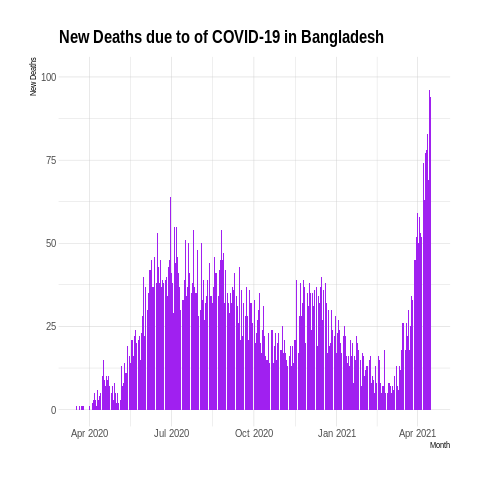 New Deaths due to of COVID-19 in Bangladesh
New Deaths
100
75
50
25
0
Apr 2020
Jul 2020
Oct 2020
Jan 2021
Apr 2021
Month